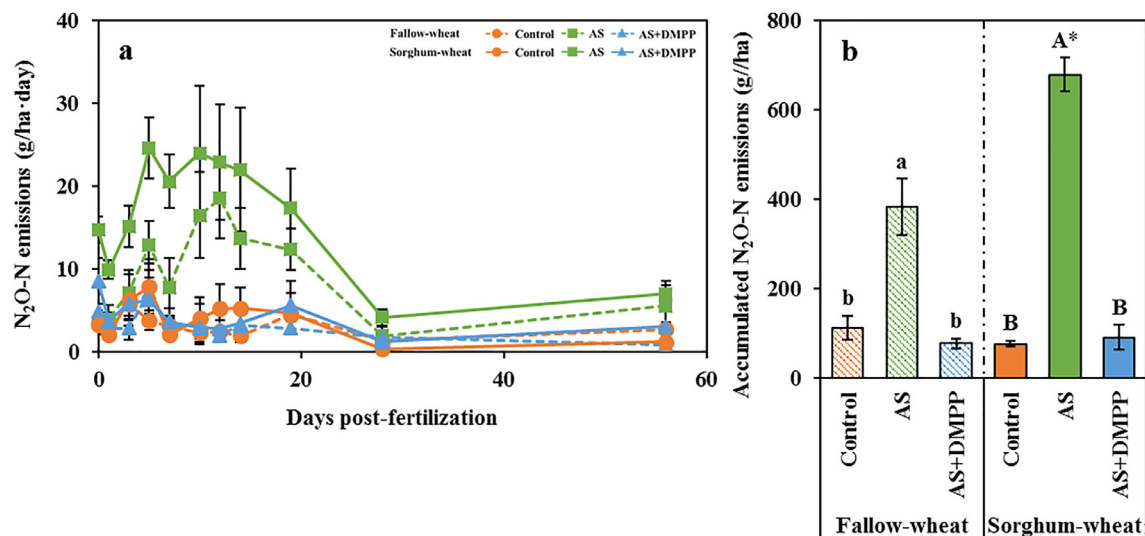 a
Fallow-wheat Control AS AS+DMPP
Sorghum-wheat Control AS AS+DMPP
N₂O-N emissions (g/ha·day)
40
30
20
10
0
0 20 40 60
Days post-fertilization
b
Accumulated N₂O-N emissions (g//ha)
800
600
400
200
0
b a b B A* B
Control AS AS+DMPP Control AS AS+DMPP
Fallow-wheat Sorghum-wheat